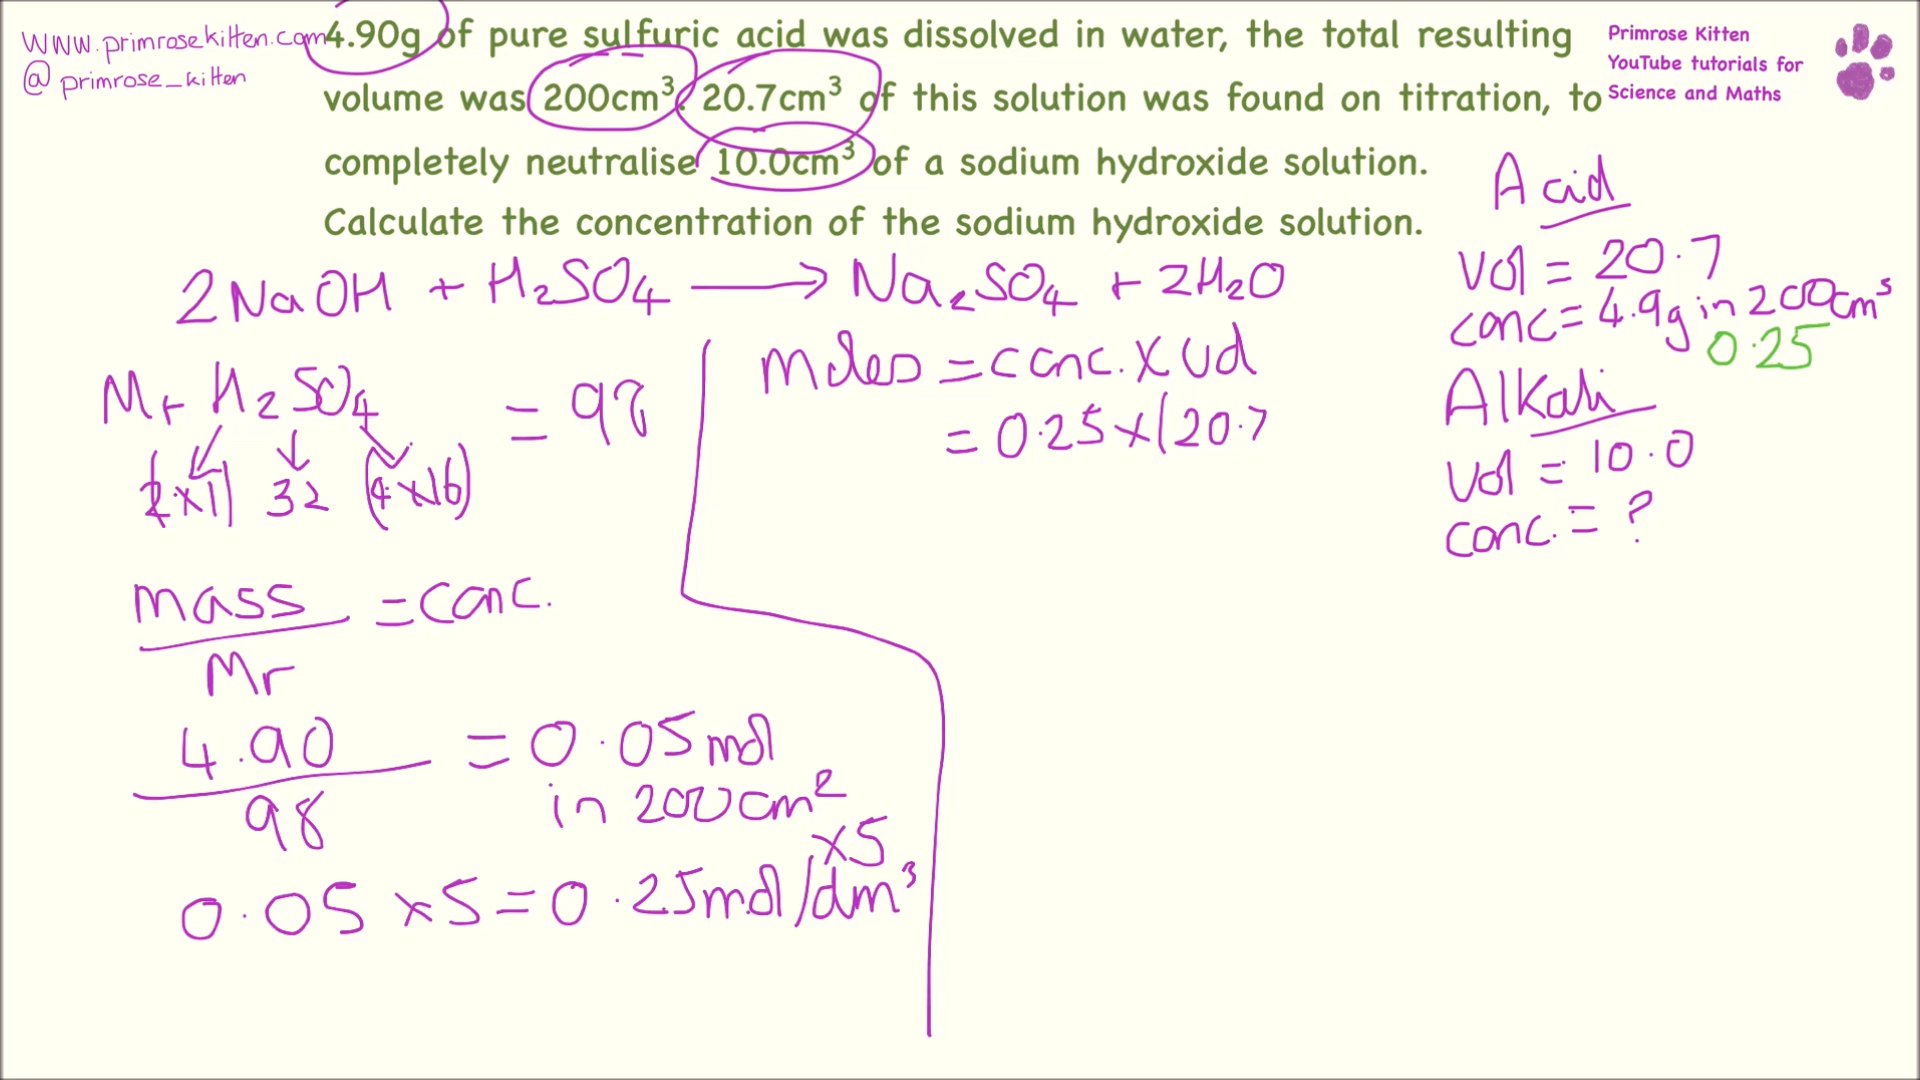 www.primrosekitten.com
@primrose_kitten
4.90g of pure sulfuric acid was dissolved in water, the total resulting
volume was 200cm³. 20.7cm³ of this solution was found on titration, to
completely neutralise 10.0cm³ of a sodium hydroxide solution.
Calculate the concentration of the sodium hydroxide solution.
Primrose Kitten
YouTube tutorials for
Science and Maths
2NaOH + H₂SO₄ ⟶ Na₂SO₄ + 2H₂O
Mr H₂SO₄ = 98
(2×1) 32 (4×16)
mass = conc.
Mr
4.90 = 0.05 mol
98 in 200cm²
×5
0.05 ×5 = 0.25mol/dm³
moles = conc. × vol
= 0.25 × (20.7
Acid
Vol = 20.7
conc = 4.9g in 200cm³
0.25
Alkali
Vol = 10.0
conc. = ?